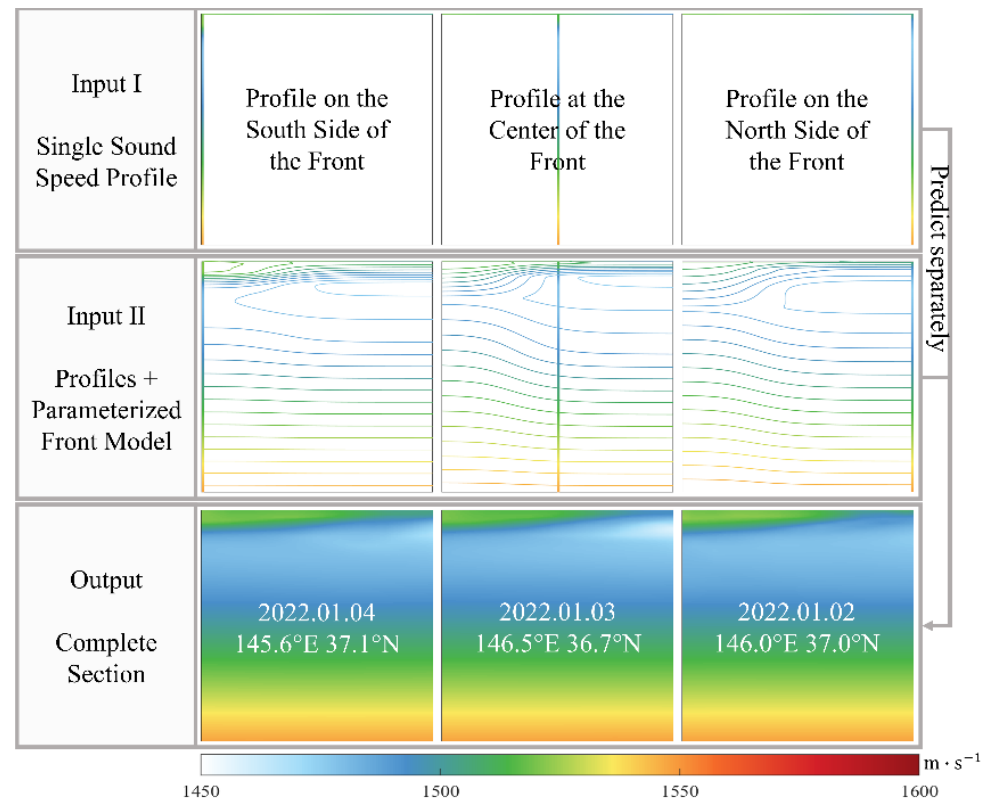 Input I
Single Sound
Speed Profile
Profile on the
South Side of
the Front
Profile at the
Center of the
Front
Profile on the
North Side of
the Front
Predict separately
Input II
Profiles +
Parameterized
Front Model
Output
Complete
Section
2022.01.04
145.6°E 37.1°N
2022.01.03
146.5°E 36.7°N
2022.01.02
146.0°E 37.0°N
m · s⁻¹
1450 1500 1550 1600